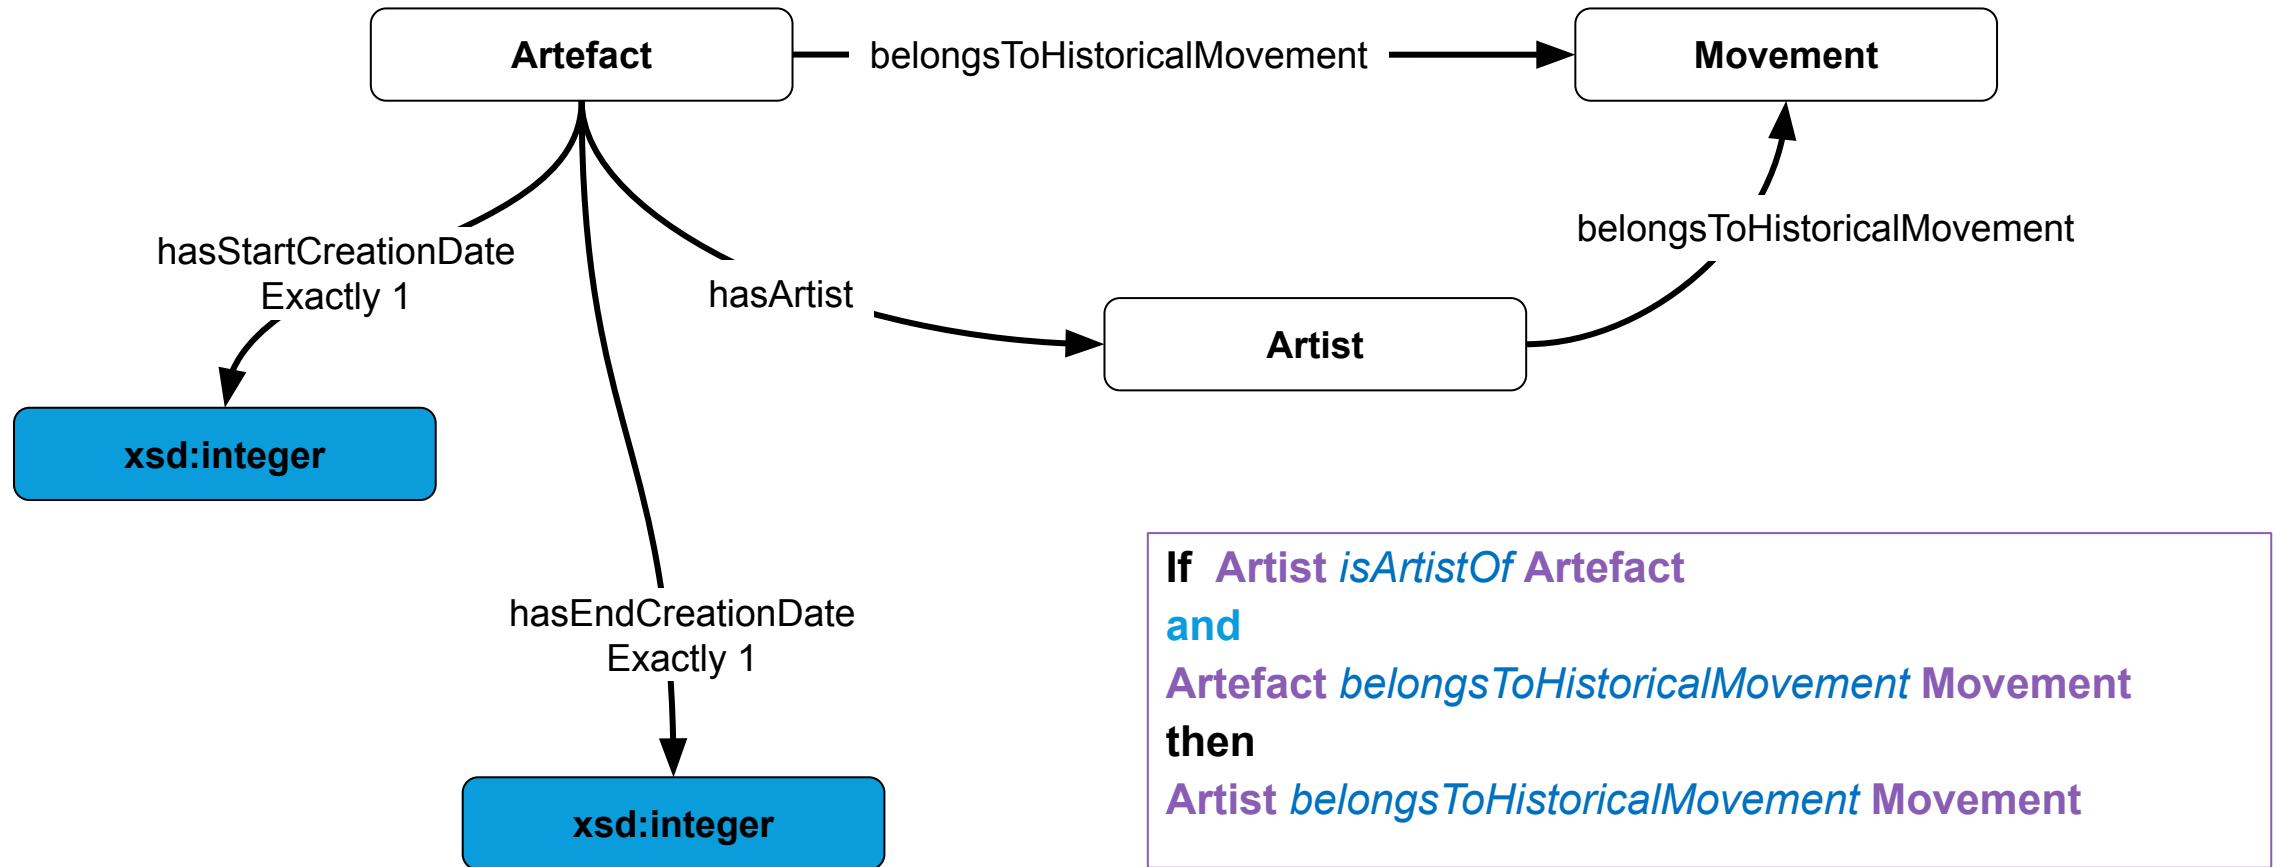 Artefact
belongsToHistoricalMovement
Movement
hasStartCreationDate
Exactly 1
hasArtist
belongsToHistoricalMovement
Artist
xsd:integer
hasEndCreationDate
Exactly 1
xsd:integer
If Artist isArtistOf Artefact
and
Artefact belongsToHistoricalMovement Movement
then
Artist belongsToHistoricalMovement Movement